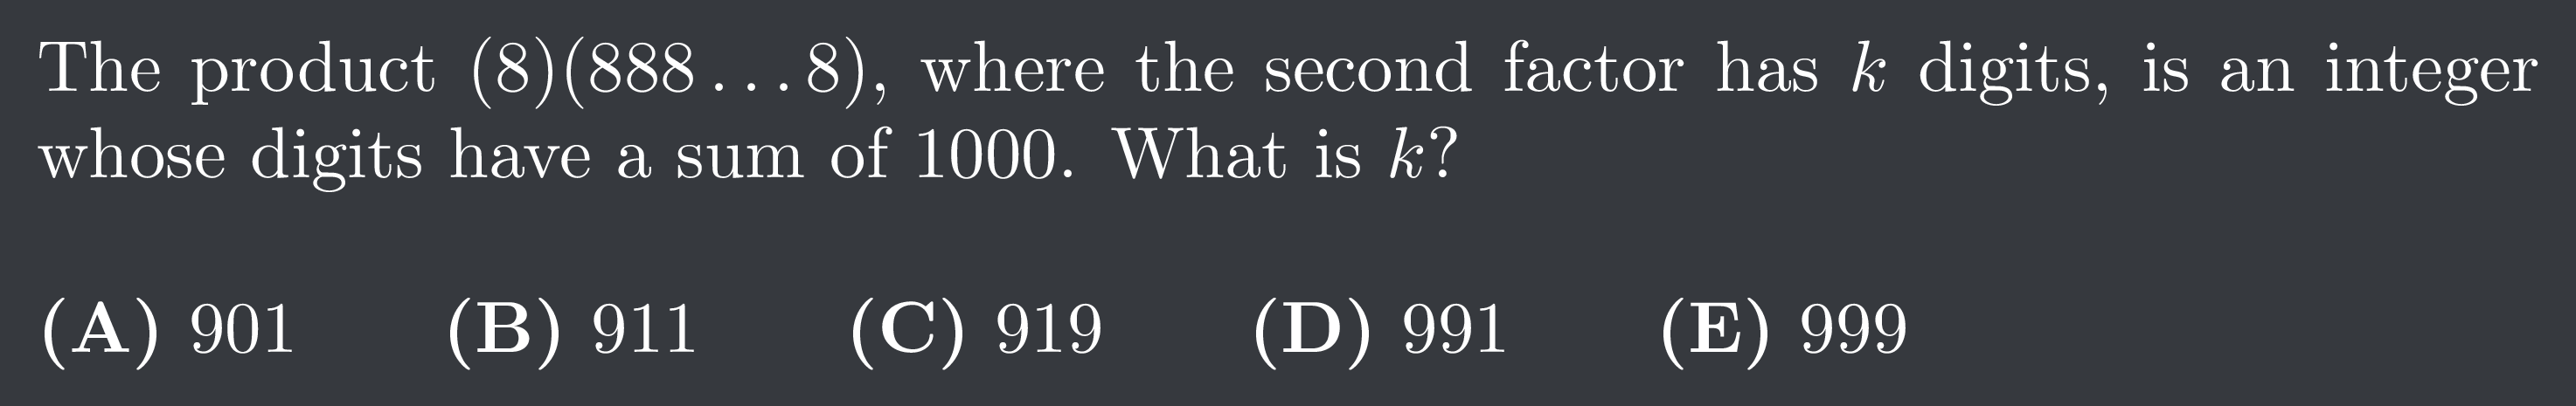 The product (8)(888...8), where the second factor has k digits, is an integer
whose digits have a sum of 1000. What is k?
(A) 901 (B) 911 (C) 919 (D) 991 (E) 999